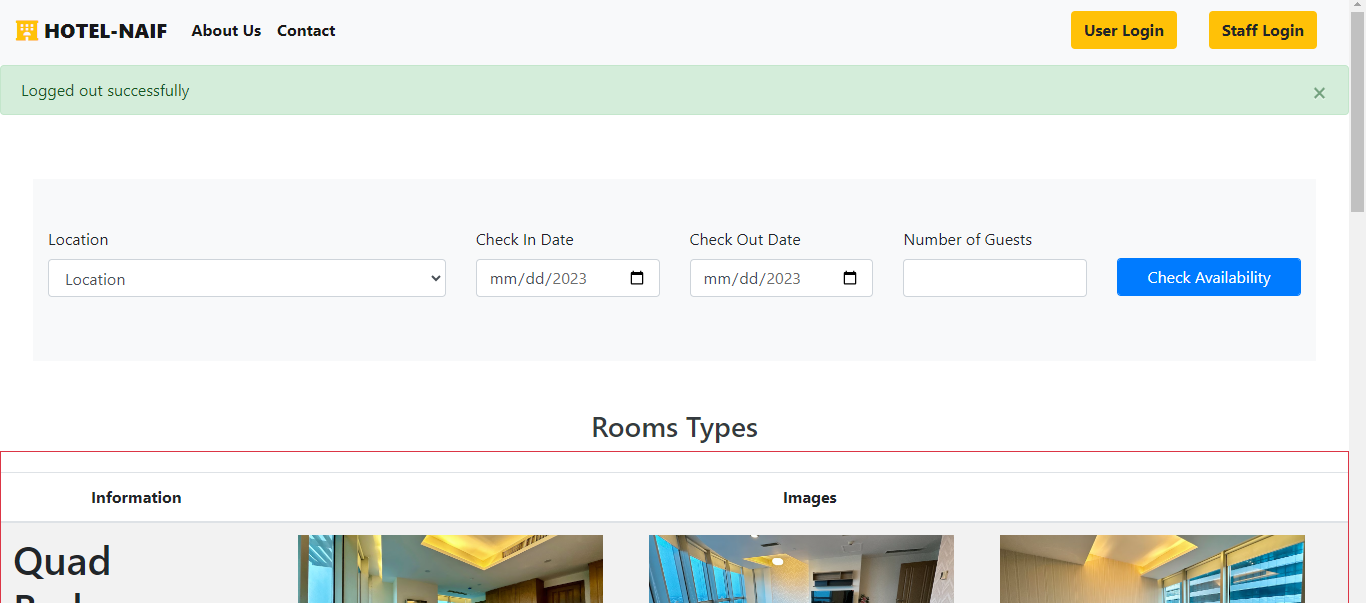 HOTEL-NAIF About Us Contact User Login Staff Login
Logged out successfully ×
Location Check In Date Check Out Date Number of Guests
Location mm/dd/2023 mm/dd/2023 Check Availability
Rooms Types
Information Images
Quad